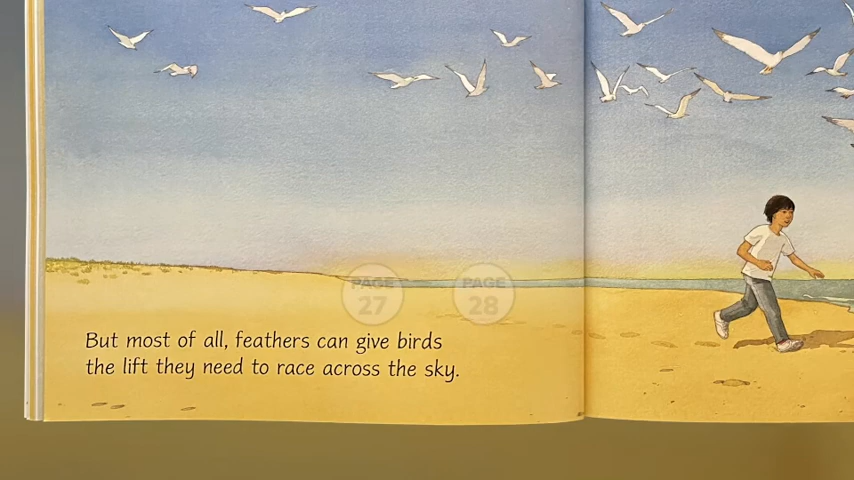 PAGE
27
PAGE
28
But most of all, feathers can give birds
the lift they need to race across the sky.